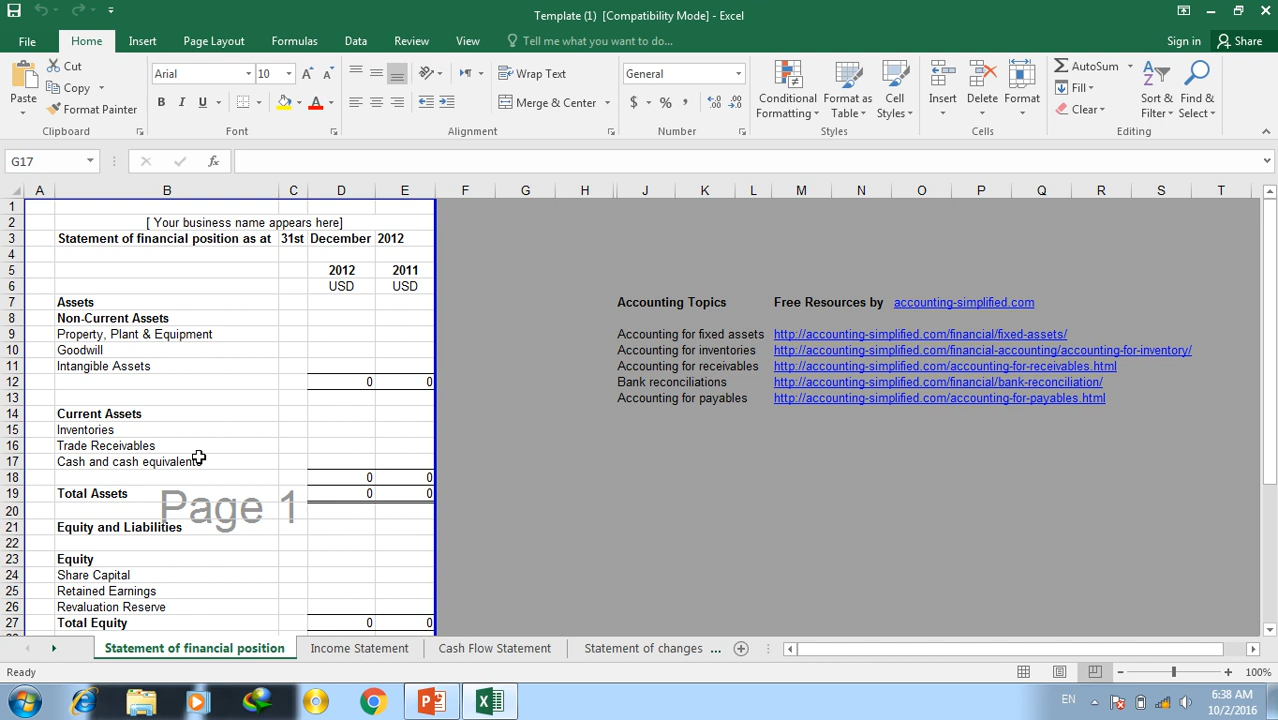 Template (1) [Compatibility Mode] - Excel
File Home Insert Page Layout Formulas Data Review View Tell me what you want to do... Sign in Share
Cut Arial 10 Wrap Text General AutoSum
Copy Fill
Paste Format Painter Merge & Center $ % , Conditional Formatting Format as Table Cell Styles Insert Delete Format Clear Sort & Filter Find & Select
Clipboard Font Alignment Number Styles Cells Editing
G17 fx
A B C D E F G H J K L M N O P Q R S T
1
2 [ Your business name appears here]
3 Statement of financial position as at 31st December 2012
4
5 2012 2011
6 USD USD
7 Assets Accounting Topics Free Resources by accounting-simplified.com
8 Non-Current Assets
9 Property, Plant & Equipment Accounting for fixed assets http://accounting-simplified.com/financial/fixed-assets/
10 Goodwill Accounting for inventories http://accounting-simplified.com/financial-accounting/accounting-for-inventory/
11 Intangible Assets Accounting for receivables http://accounting-simplified.com/accounting-for-receivables.html
12 0 0 Bank reconciliations http://accounting-simplified.com/financial/bank-reconciliation/
13 Accounting for payables http://accounting-simplified.com/accounting-for-payables.html
14 Current Assets
15 Inventories
16 Trade Receivables
17 Cash and cash equivalents
18 0 0
19 Total Assets 0 0
Page 1
20
21 Equity and Liabilities
22
23 Equity
24 Share Capital
25 Retained Earnings
26 Revaluation Reserve
27 Total Equity 0 0
Statement of financial position Income Statement Cash Flow Statement Statement of changes ...
Ready 100%
EN 6:38 AM
10/2/2016